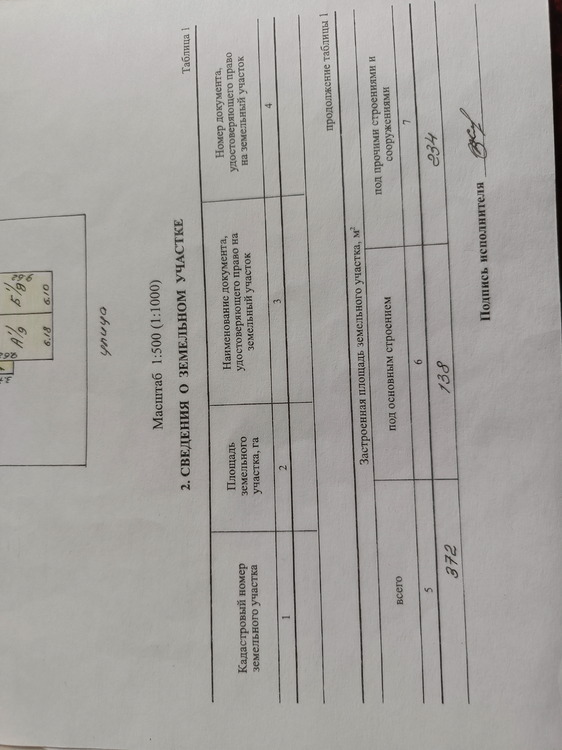 А/9 Б/9
6.18 6.10
улица
Масштаб 1:500 (1:1000)
2. СВЕДЕНИЯ О ЗЕМЕЛЬНОМ УЧАСТКЕ
Таблица 1
Кадастровый номер
земельного участка
Площадь
земельного
участка, га
Наименование документа,
удостоверяющего право на
земельный участок
Номер документа,
удостоверяющего право
на земельный участок
1 2 3 4
продолжение таблицы 1
Застроенная площадь земельного участка, м²
всего
под основным строением
под прочими строениями и
сооружениями
5 6 7
372 138 234
Подпись исполнителя